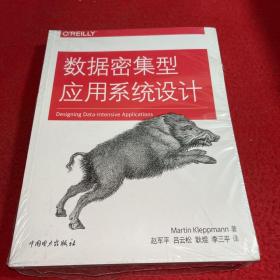 O'REILLY
数据密集型
应用系统设计
Designing Data-Intensive Applications
Martin Kleppmann 著
赵军平 吕云松 耿煜 李三平 译
中国电力出版社